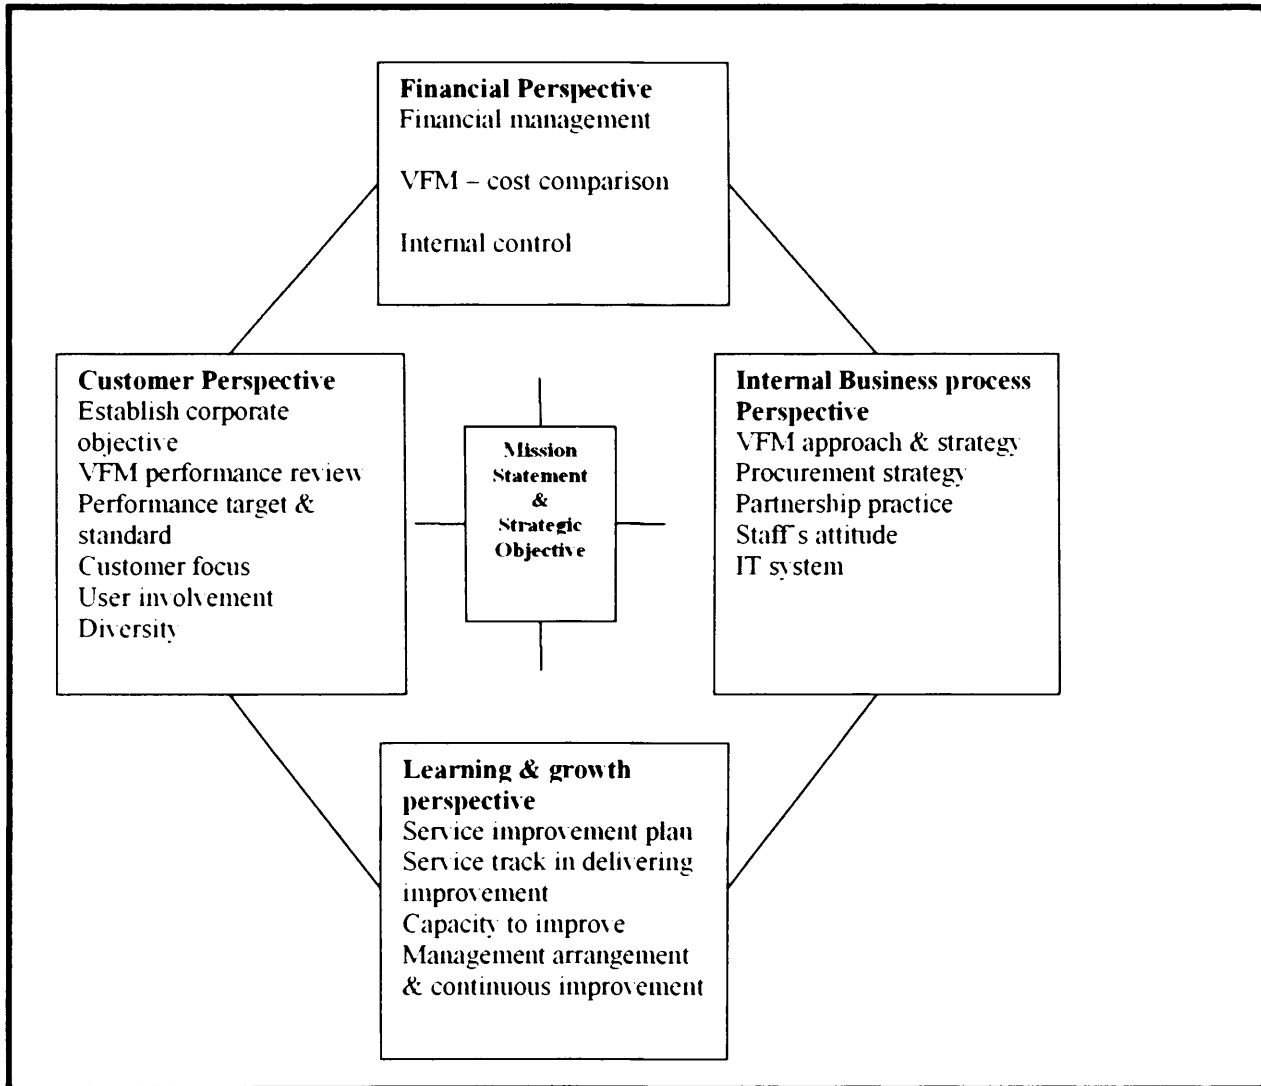 Financial Perspective
Financial management
VFM – cost comparison
Internal control
Customer Perspective
Establish corporate
objective
VFM performance review
Performance target &
standard
Customer focus
User involvement
Diversity
Mission
Statement
&
Strategic
Objective
Internal Business process
Perspective
VFM approach & strategy
Procurement strategy
Partnership practice
Staff's attitude
IT system
Learning & growth
perspective
Service improvement plan
Service track in delivering
improvement
Capacity to improve
Management arrangement
& continuous improvement